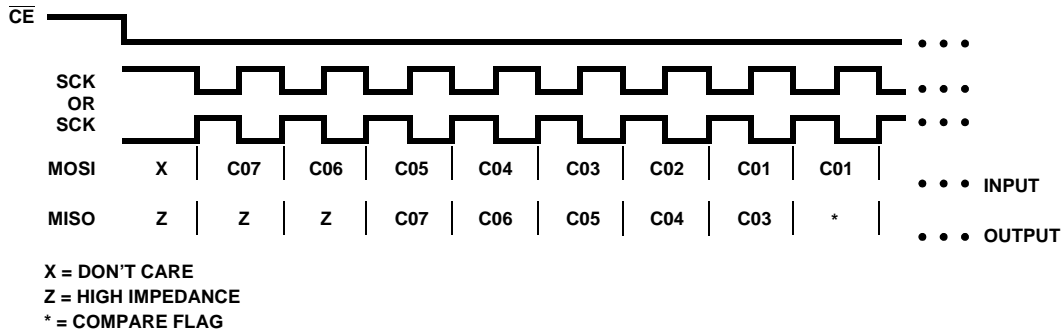 CE
SCK
OR
SCK
MOSI X C07 C06 C05 C04 C03 C02 C01 C01 • • • INPUT
MISO Z Z Z C07 C06 C05 C04 C03 * • • • OUTPUT
X = DON'T CARE
Z = HIGH IMPEDANCE
* = COMPARE FLAG